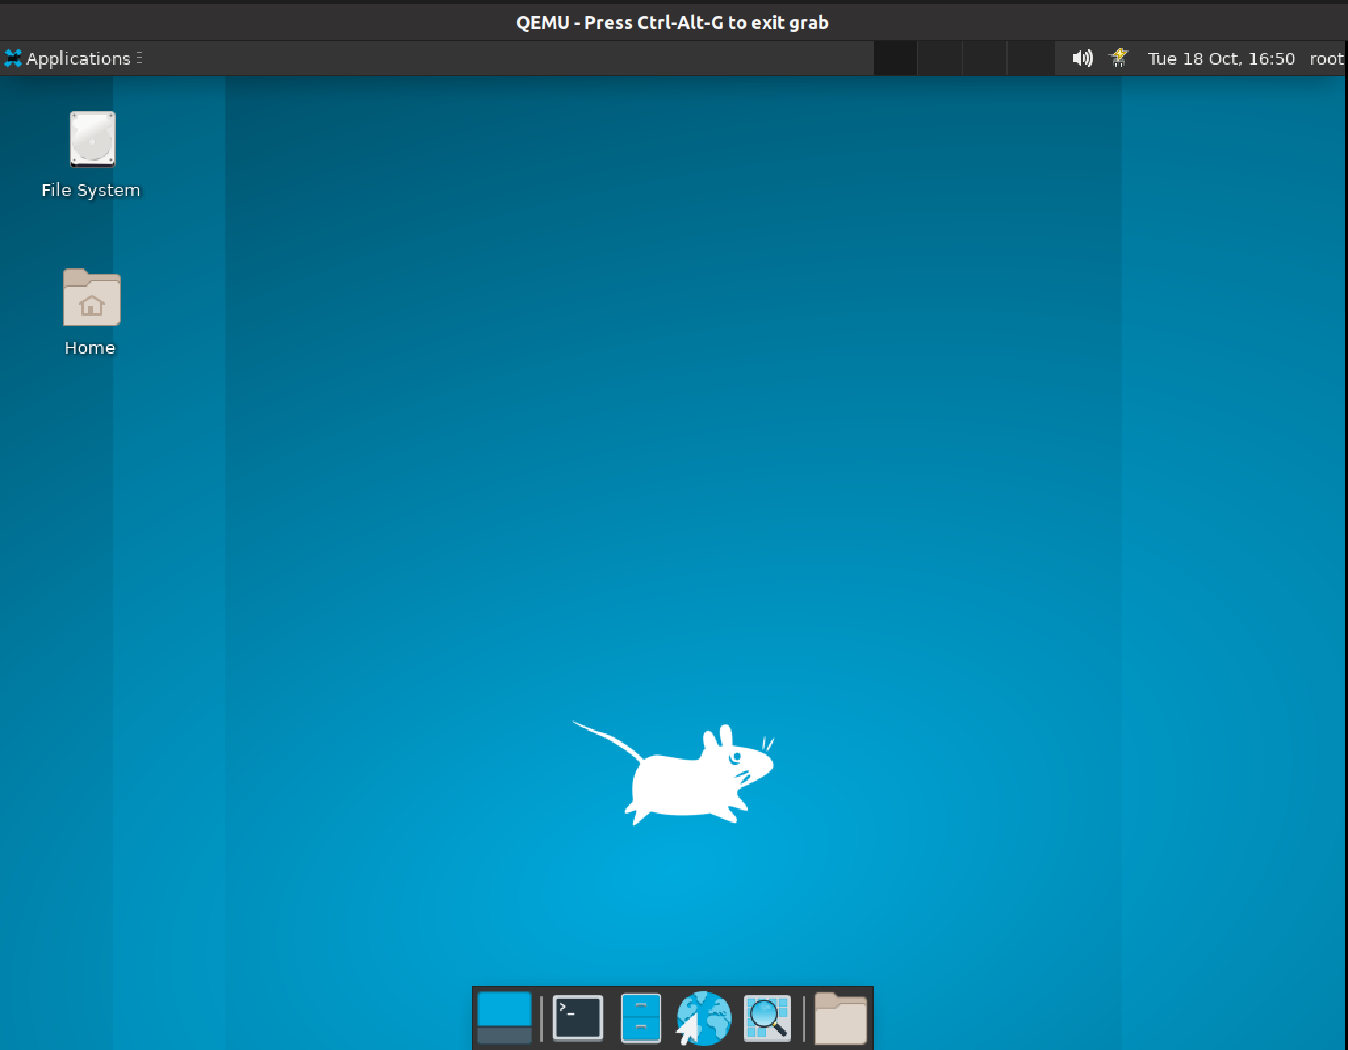 QEMU - Press Ctrl-Alt-G to exit grab
Applications
Tue 18 Oct, 16:50 root
File System
Home
>_